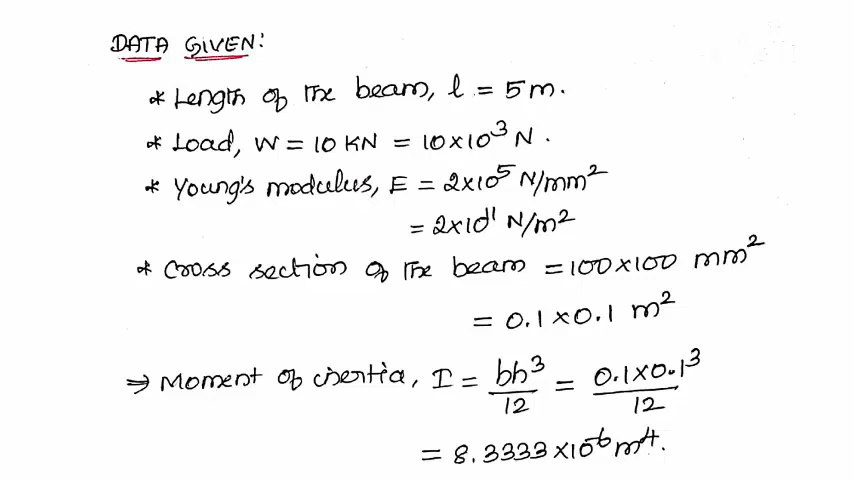 DATA GIVEN:
* Length of the beam, l = 5m.
* Load, W = 10 KN = 10×10³ N.
* Young's modulus, E = 2×10⁵ N/mm²
= 2×10¹¹ N/m²
* Cross section of the beam = 100×100 mm²
= 0.1×0.1 m²
⇒ Moment of inertia, I = bh³/12 = 0.1×0.1³/12
= 8.3333×10⁻⁶ m⁴.